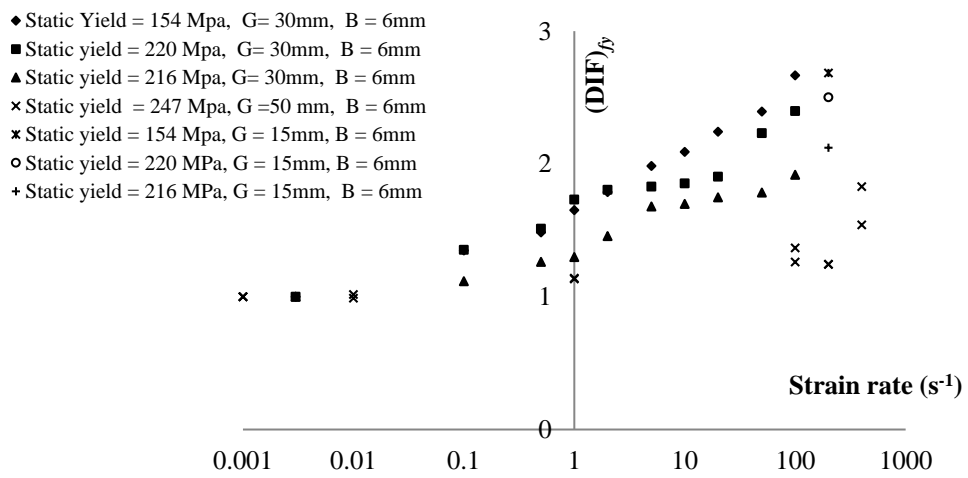 Static Yield = 154 Mpa, G= 30mm, B = 6mm
Static yield = 220 Mpa, G= 30mm, B = 6mm
Static yield = 216 Mpa, G= 30mm, B = 6mm
Static yield = 247 Mpa, G =50 mm, B = 6mm
Static yield = 154 Mpa, G = 15mm, B = 6mm
Static yield = 220 MPa, G = 15mm, B = 6mm
Static yield = 216 MPa, G = 15mm, B = 6mm
(DIF)fy
3
2
1
0
Strain rate (s-1)
0.001 0.01 0.1 1 10 100 1000